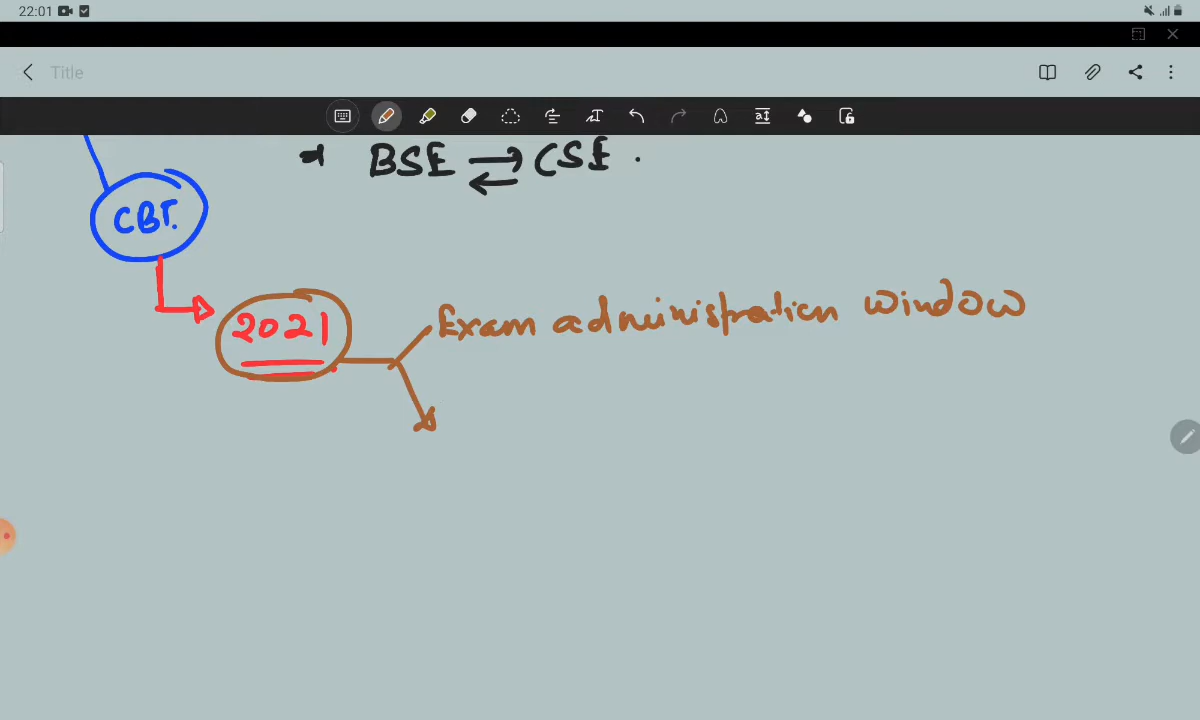 22:01
Title
⇒ BSE ⇄ CSE.
CBT.
2021
Exam administration window